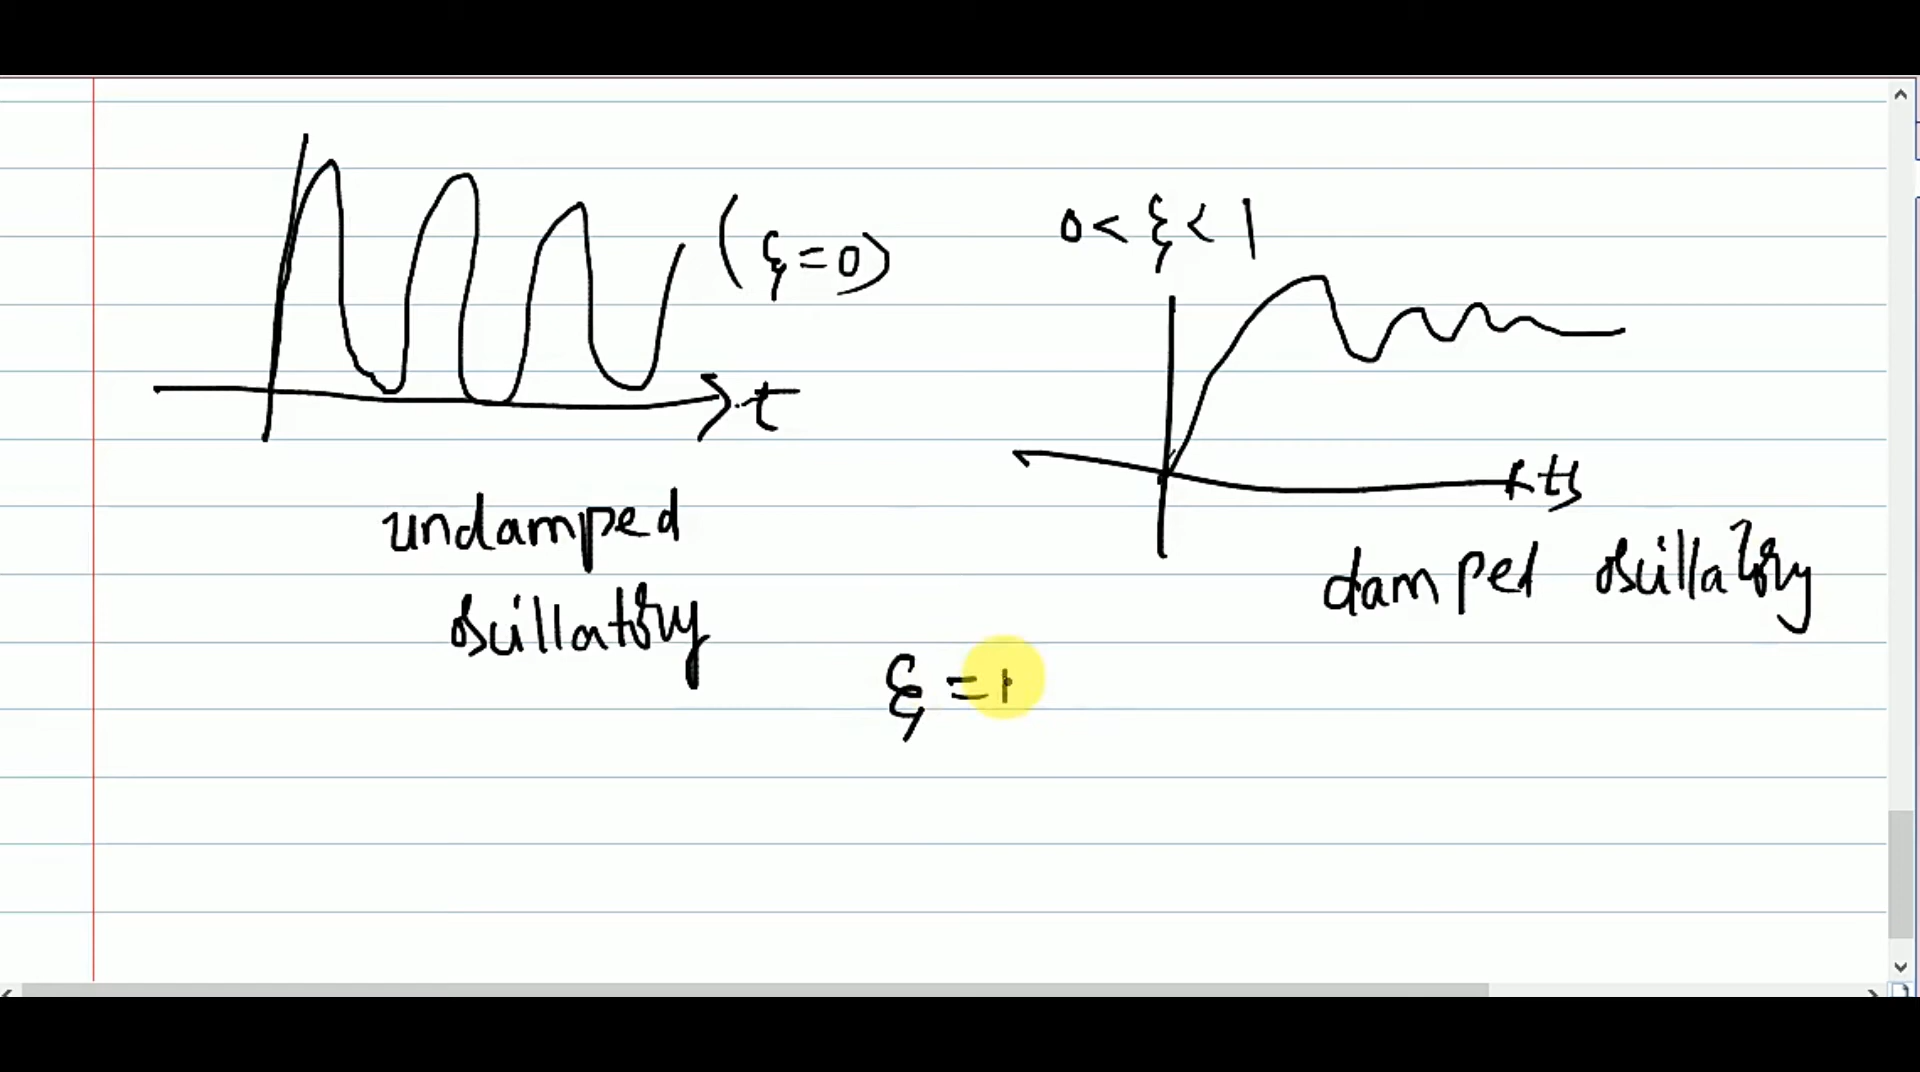 (ξ=0)
0<ξ<1
t
undamped
oscillatory
damped oscillatory
ξ=1